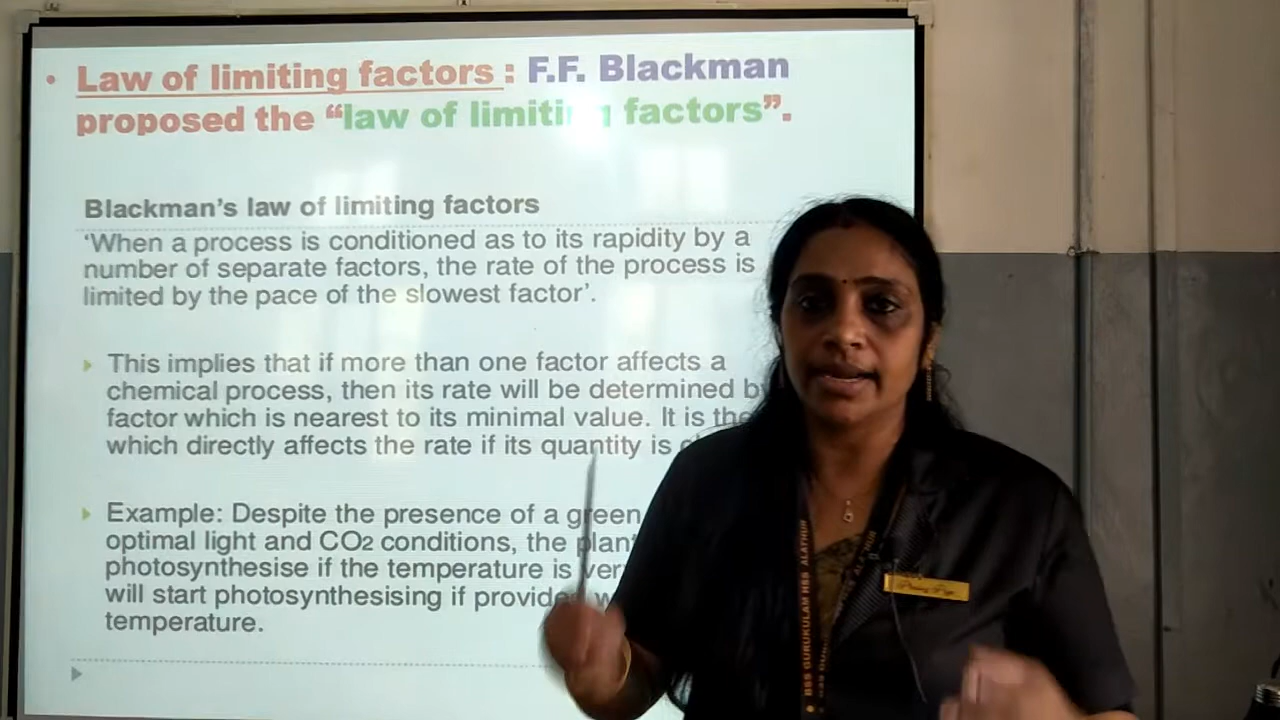 • Law of limiting factors : F.F. Blackman
proposed the “law of limiti factors”.
Blackman’s law of limiting factors
‘When a process is conditioned as to its rapidity by a
number of separate factors, the rate of the process is
limited by the pace of the slowest factor’.
This implies that if more than one factor affects a
chemical process, then its rate will be determined by
factor which is nearest to its minimal value. It is the
which directly affects the rate if its quantity is
Example: Despite the presence of a green
optimal light and CO2 conditions, the plant
photosynthesise if the temperature is very
will start photosynthesising if provided
temperature.
BSS GURUKULAM HSS ALATHUR